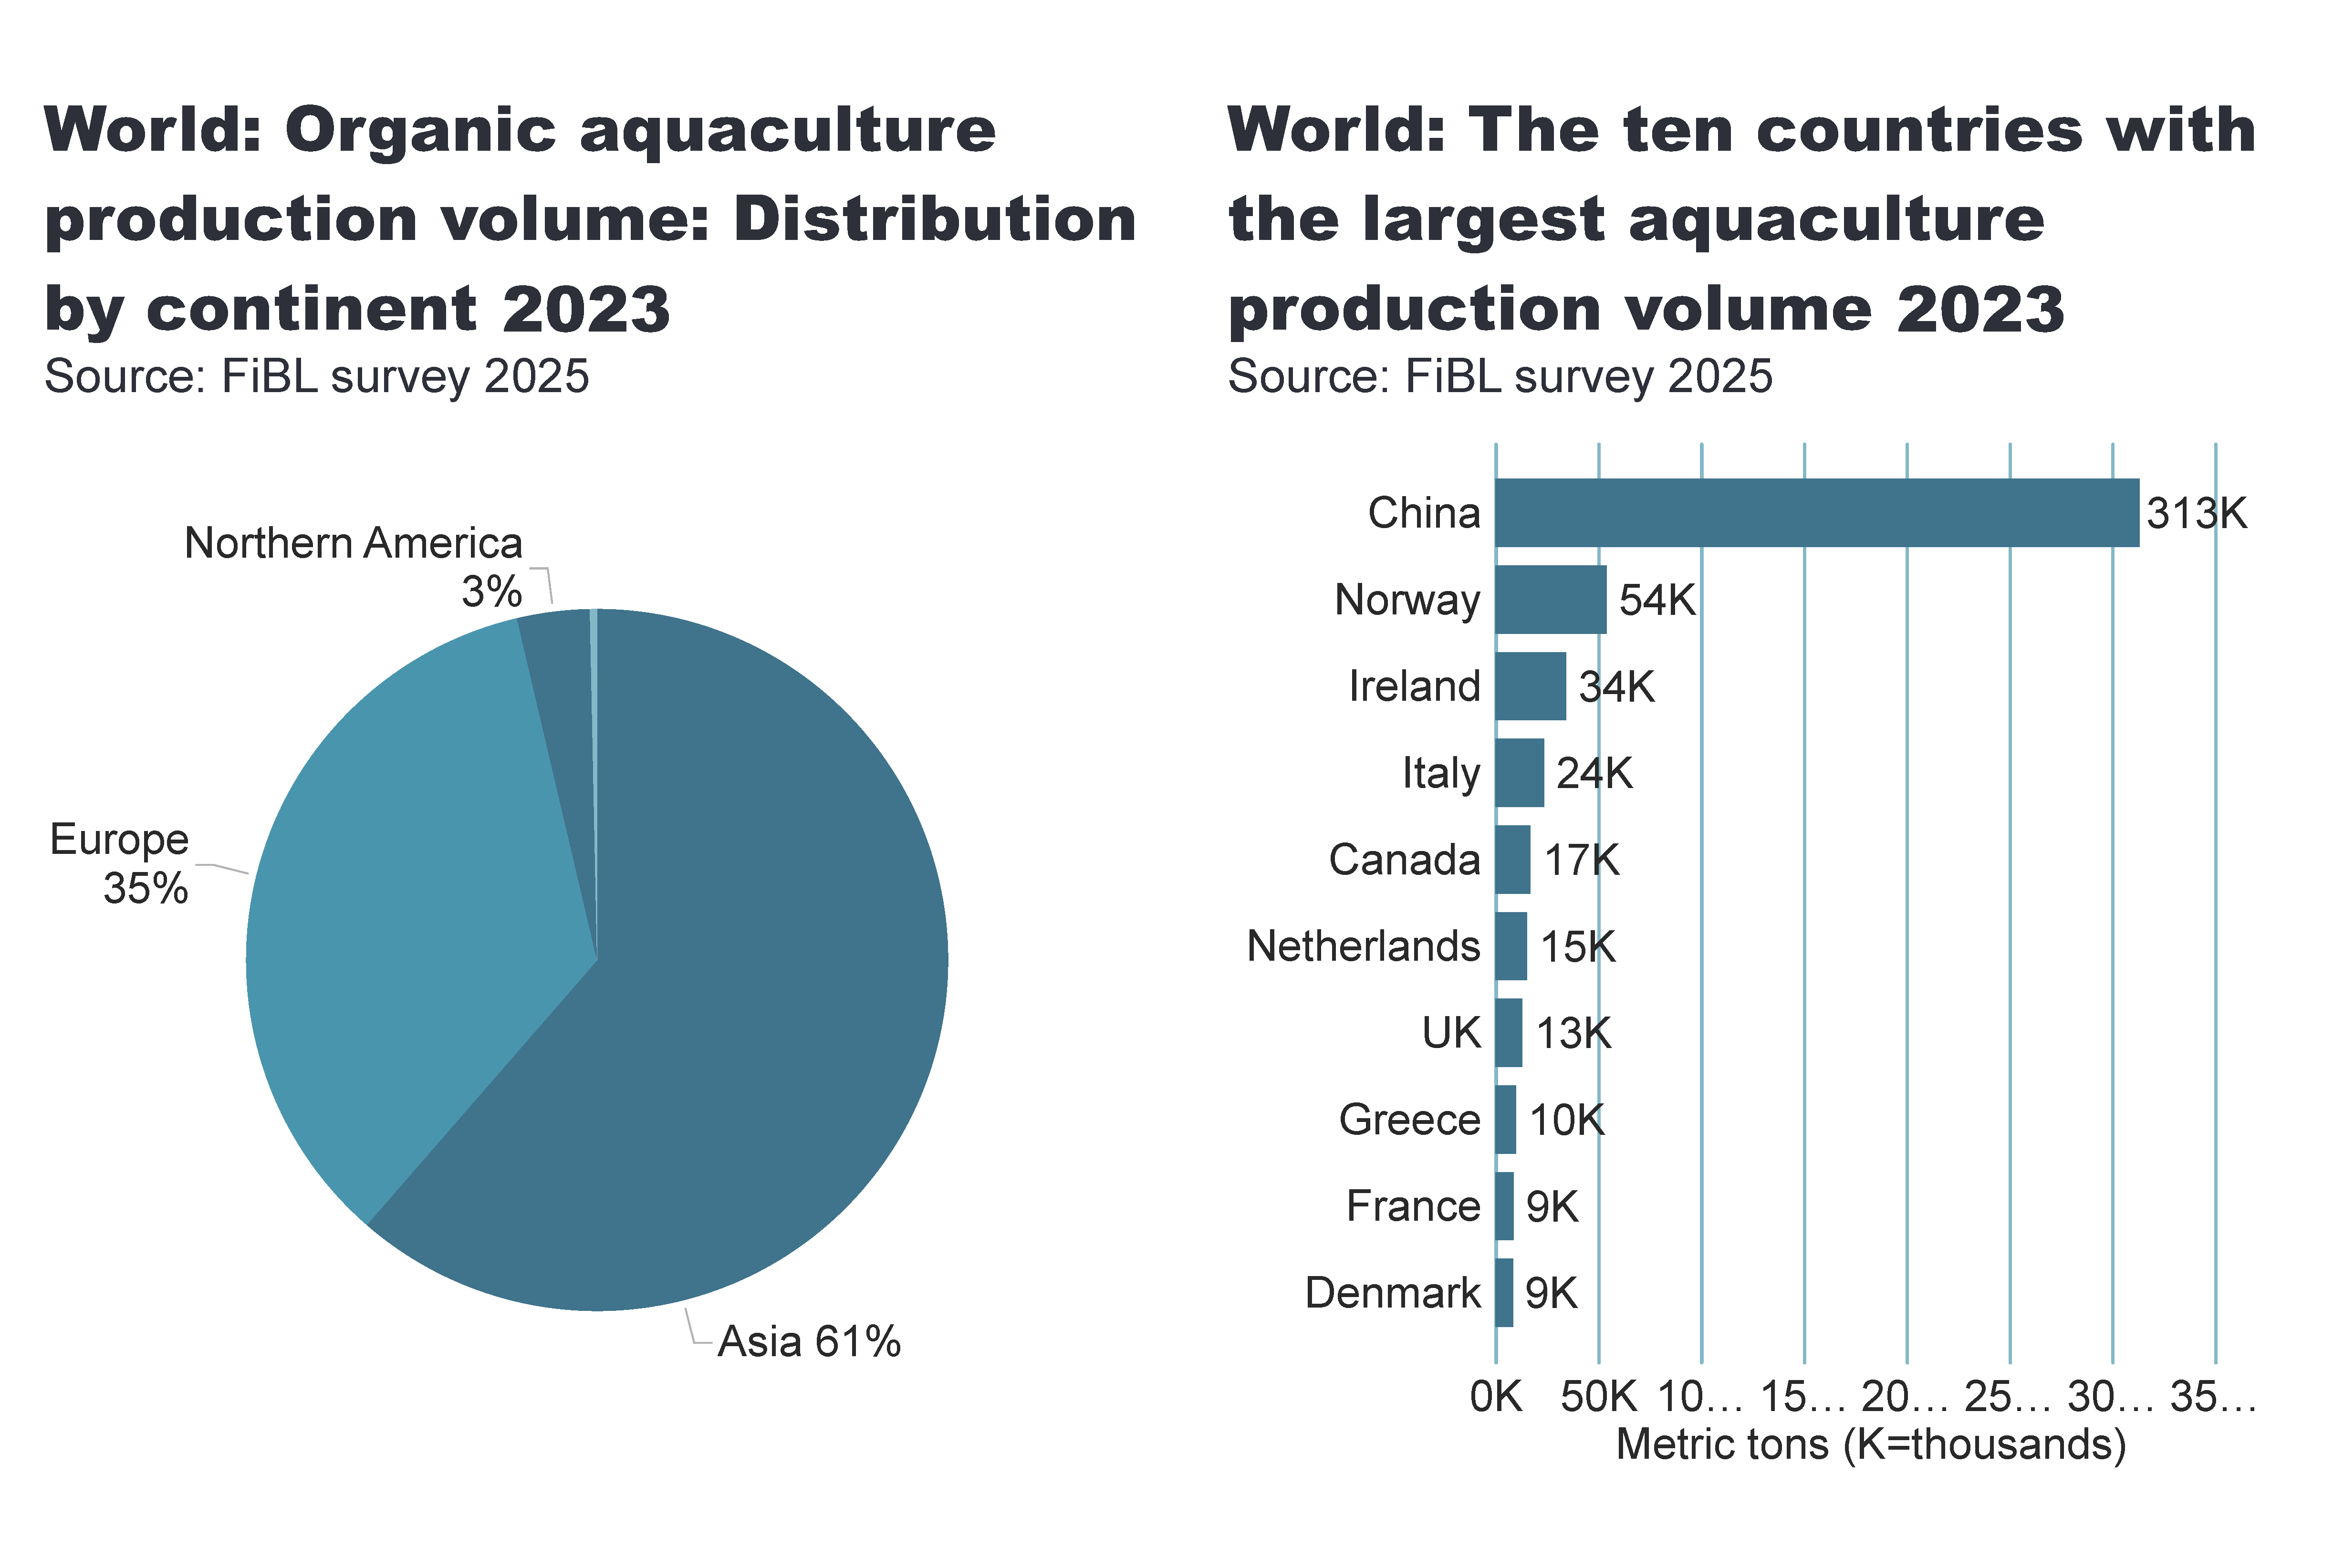 World: Organic aquaculture
production volume: Distribution
by continent 2023
Source: FiBL survey 2025
Northern America
3%
Europe
35%
Asia 61%
World: The ten countries with
the largest aquaculture
production volume 2023
Source: FiBL survey 2025
China 313K
Norway 54K
Ireland 34K
Italy 24K
Canada 17K
Netherlands 15K
UK 13K
Greece 10K
France 9K
Denmark 9K
0K 50K 10… 15… 20… 25… 30… 35…
Metric tons (K=thousands)